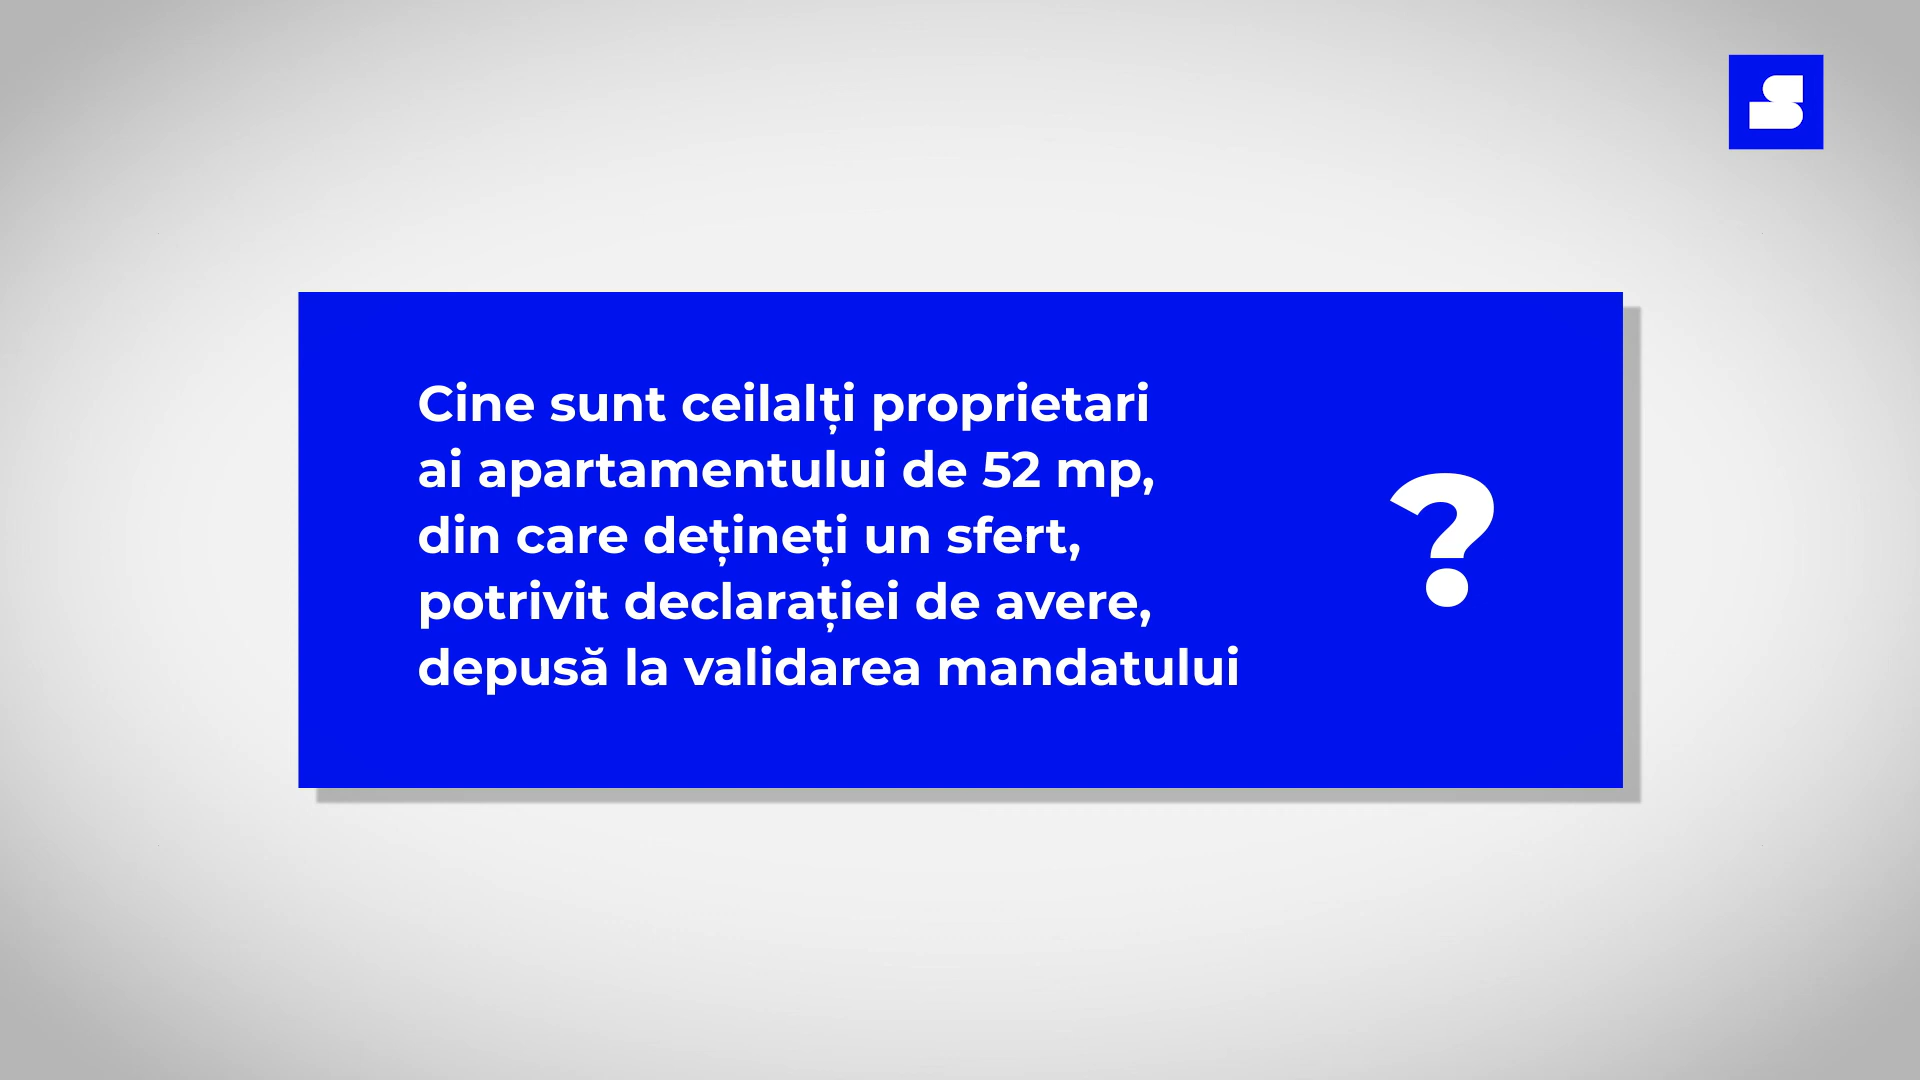 Cine sunt ceilalți proprietari
ai apartamentului de 52 mp,
din care dețineți un sfert,
potrivit declarației de avere,
depusă la validarea mandatului
?
S